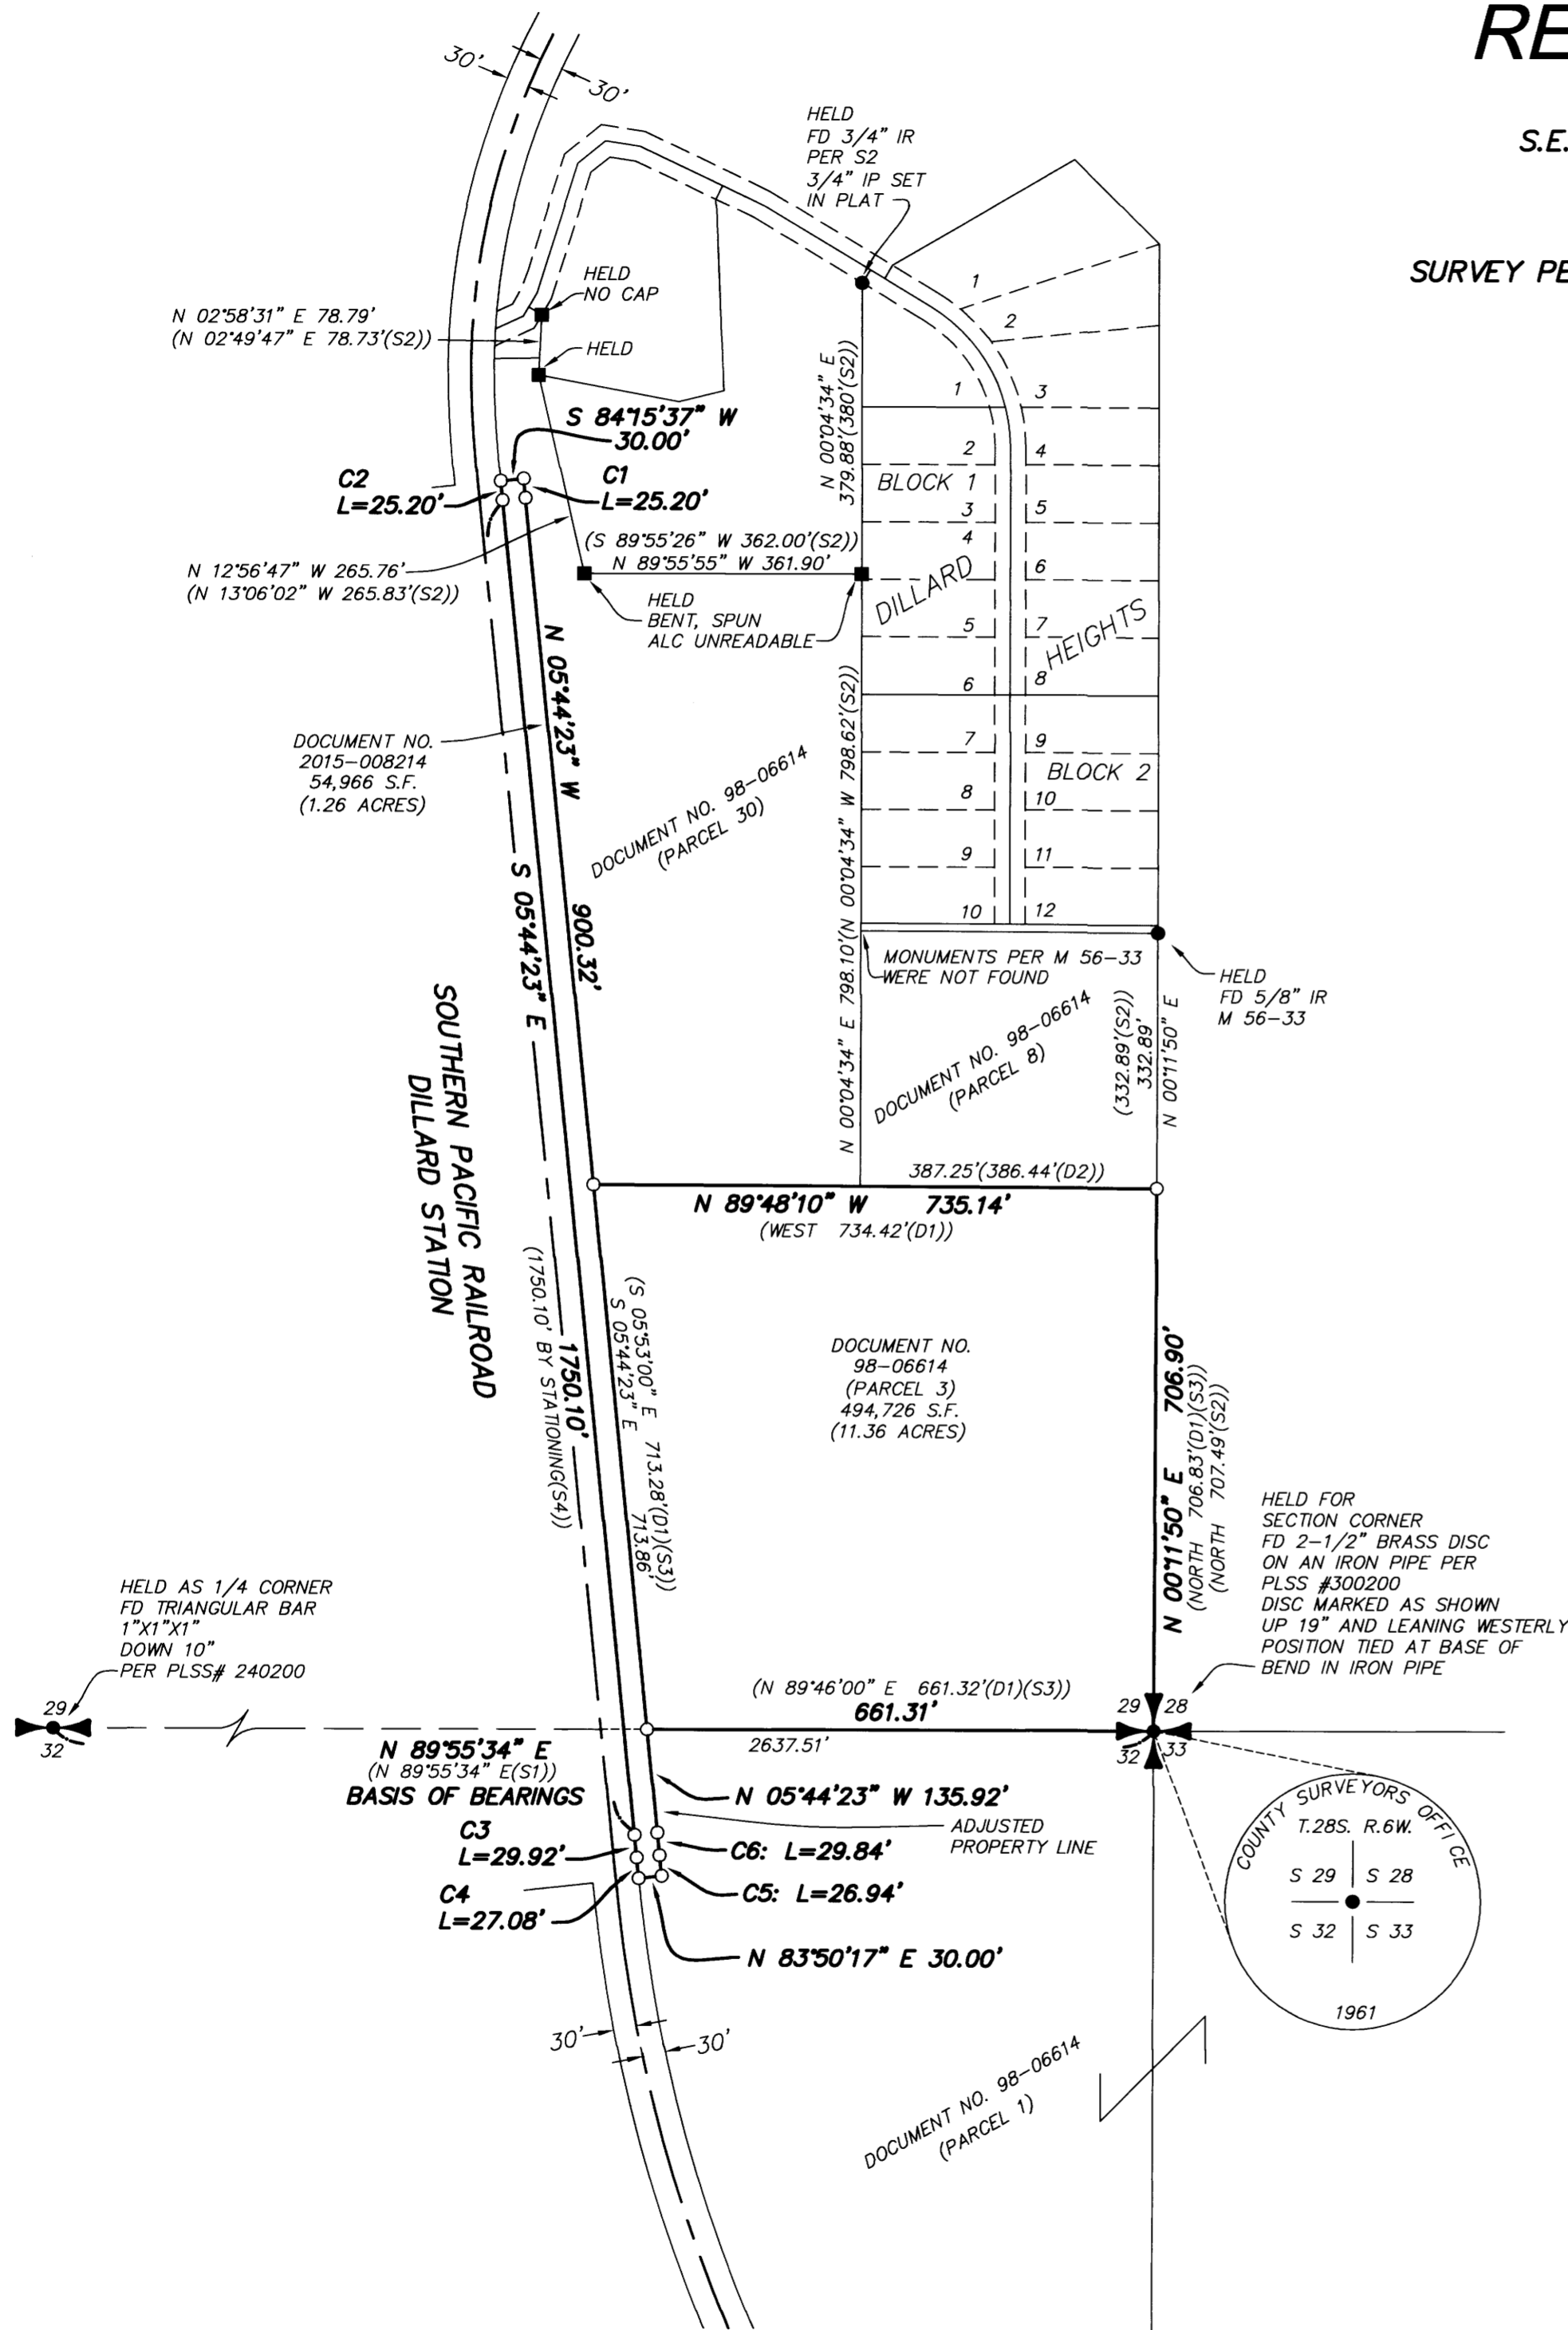 RE
S.E.
SURVEY PE
30'
30'
HELD
FD 3/4" IR
PER S2
3/4" IP SET
IN PLAT
HELD
NO CAP
HELD
N 02°58'31" E 78.79'
(N 02°49'47" E 78.73'(S2))
S 84°15'37" W
30.00'
C2
L=25.20'
C1
L=25.20'
N 00°04'34" E
379.88'(380'(S2))
(S 89°55'26" W 362.00'(S2))
N 89°55'55" W 361.90'
N 12°56'47" W 265.76'
(N 13°06'02" W 265.83'(S2))
HELD
BENT, SPUN
ALC UNREADABLE
1
2
3
4
5
6
7
8
9
10
BLOCK 1
1
2
3
4
5
6
7
8
9
10
11
12
BLOCK 2
DILLARD
HEIGHTS
N 05°44'23" W
900.32'
DOCUMENT NO.
2015-008214
54,966 S.F.
(1.26 ACRES)
DOCUMENT NO. 98-06614
(PARCEL 30)
N 00°04'34" E 798.10'(N 00°04'34" W 798.62'(S2))
S 05°44'23" E
1750.10'
(1750.10' BY STATIONING(S4))
MONUMENTS PER M 56-33
WERE NOT FOUND
HELD
FD 5/8" IR
M 56-33
DOCUMENT NO. 98-06614
(PARCEL 8)
(332.89'(S2))
332.89'
N 00°11'50" E
SOUTHERN PACIFIC RAILROAD
DILLARD STATION
387.25'(386.44'(D2))
N 89°48'10" W 735.14'
(WEST 734.42'(D1))
(S 05°53'00" E 713.28'(D1)(S3))
S 05°44'23" E 713.86'
DOCUMENT NO.
98-06614
(PARCEL 3)
494,726 S.F.
(11.36 ACRES)
N 00°11'50" E 706.90'
(NORTH 706.83'(D1)(S3))
(NORTH 707.49'(S2))
HELD FOR
SECTION CORNER
FD 2-1/2" BRASS DISC
ON AN IRON PIPE PER
PLSS #300200
DISC MARKED AS SHOWN
UP 19" AND LEANING WESTERLY
POSITION TIED AT BASE OF
BEND IN IRON PIPE
HELD AS 1/4 CORNER
FD TRIANGULAR BAR
1"X1"X1"
DOWN 10"
PER PLSS# 240200
29
32
(N 89°46'00" E 661.32'(D1)(S3))
661.31'
2637.51'
29 28
32 33
N 89°55'34" E
(N 89°55'34" E(S1))
BASIS OF BEARINGS
N 05°44'23" W 135.92'
ADJUSTED
PROPERTY LINE
C3
L=29.92'
C6: L=29.84'
C4
L=27.08'
C5: L=26.94'
N 83°50'17" E 30.00'
COUNTY SURVEYORS OFFICE
T.28S. R.6W.
S 29 S 28
S 32 S 33
1961
30'
30'
DOCUMENT NO. 98-06614
(PARCEL 1)